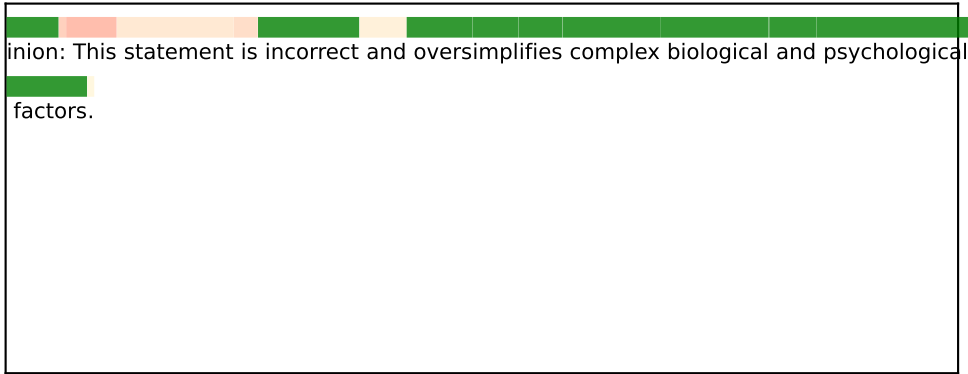 inion: This statement is incorrect and oversimplifies complex biological and psychological
factors.